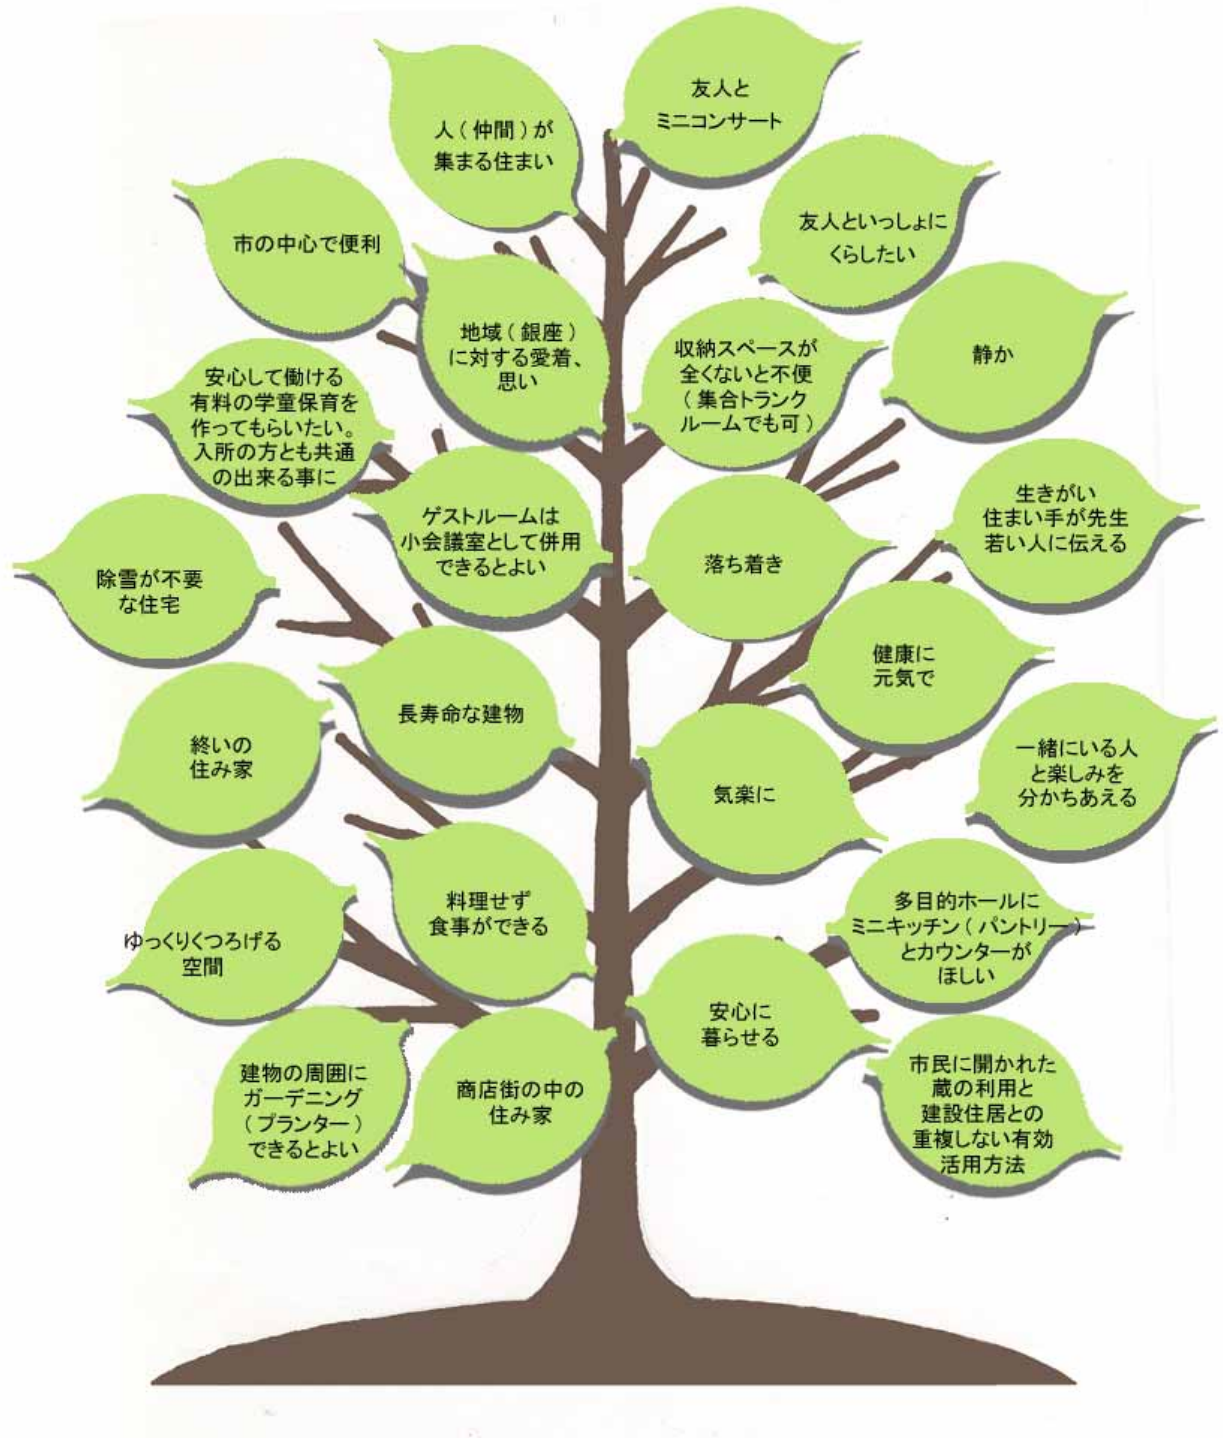 友人と
ミニコンサート
人（仲間）が
集まる住まい
友人といっしょに
くらしたい
市の中心で便利
地域（銀座）
に対する愛着、
思い
収納スペースが
全くないと不便
（集合トランク
ルームでも可）
静か
安心して働ける
有料の学童保育を
作ってもらいたい。
入所の方とも共通
の出来る事に
ゲストルームは
小会議室として併用
できるとよい
落ち着き
生きがい
住まい手が先生
若い人に伝える
除雪が不要
な住宅
健康に
元気で
長寿命な建物
終いの
住み家
気楽に
一緒にいる人
と楽しみを
分かちあえる
料理せず
食事ができる
多目的ホールに
ミニキッチン（パントリー）
とカウンターが
ほしい
ゆっくりくつろげる
空間
安心に
暮らせる
建物の周囲に
ガーデニング
（プランター）
できるとよい
商店街の中の
住み家
市民に開かれた
蔵の利用と
建設住居との
重複しない有効
活用方法